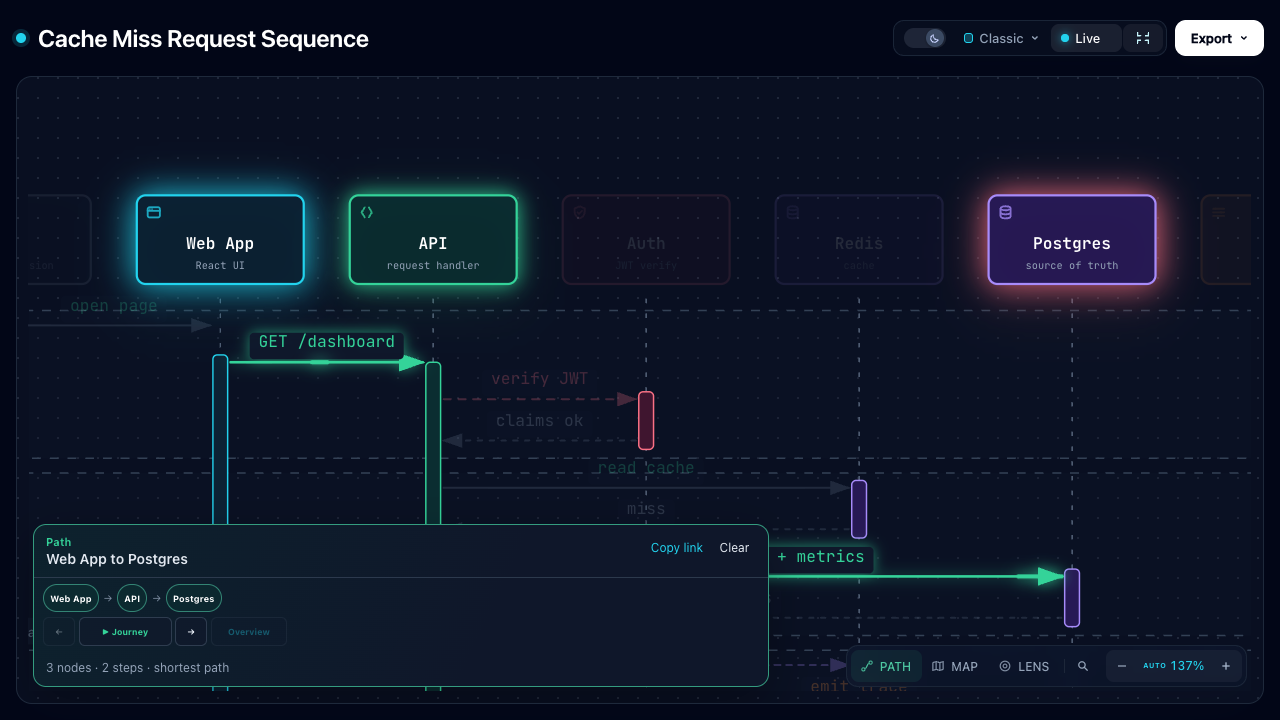 Cache Miss Request Sequence
Classic
Live
Export
Web App
React UI
API
request handler
Auth
JWT verify
Redis
cache
Postgres
source of truth
open page
GET /dashboard
verify JWT
claims ok
read cache
miss
+ metrics
emit trace
Path
Web App to Postgres
Copy link
Clear
Web App → API → Postgres
← ▶ Journey → Overview
3 nodes · 2 steps · shortest path
PATH
MAP
LENS
− AUTO 137% +